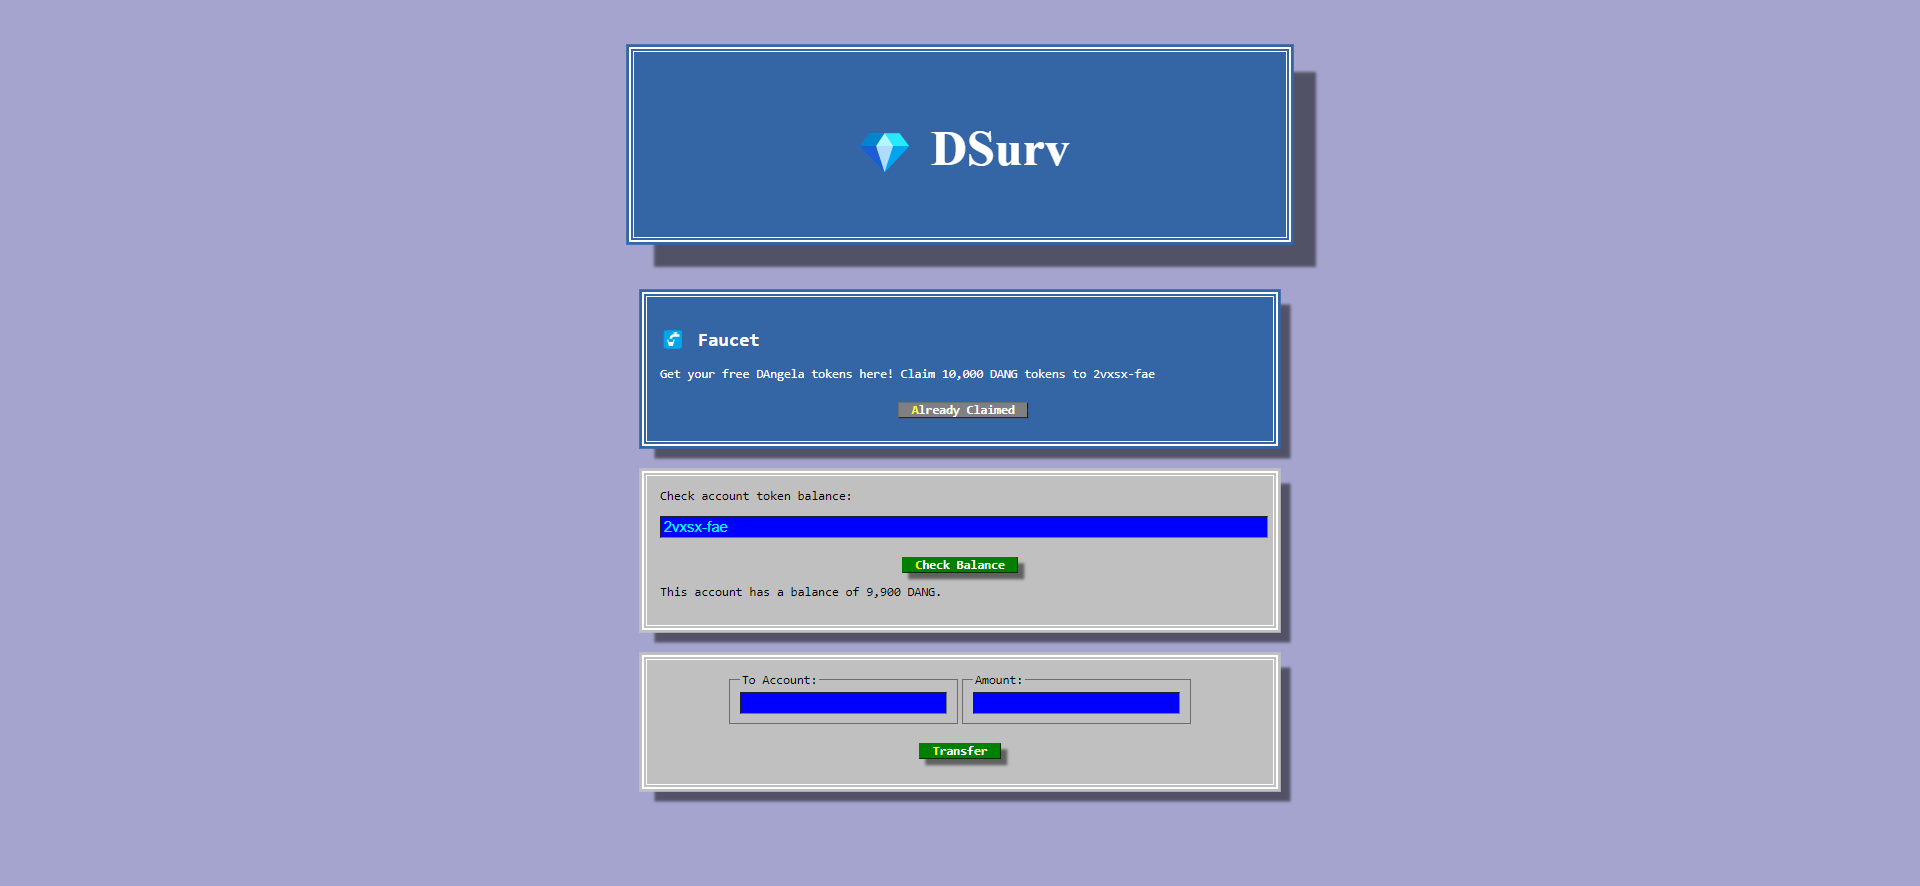 DSurv
Faucet
Get your free DAngela tokens here! Claim 10,000 DANG tokens to 2vxsx-fae
Already Claimed
Check account token balance:
2vxsx-fae
Check Balance
This account has a balance of 9,900 DANG.
To Account: Amount:
Transfer